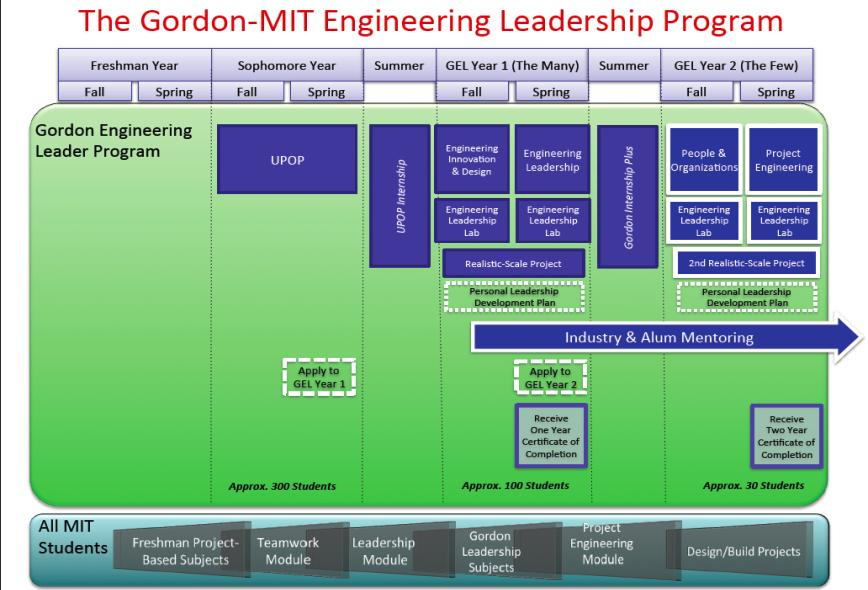 The Gordon-MIT Engineering Leadership Program
Freshman Year
Sophomore Year
Summer
GEL Year 1 (The Many)
Summer
GEL Year 2 (The Few)
Fall
Spring
Fall
Spring
Fall
Spring
Fall
Spring
Gordon Engineering
Leader Program
UPOP
UPOP Internship
Engineering
Innovation
& Design
Engineering
Leadership
Gordon Internship Plus
People &
Organizations
Project
Engineering
Engineering
Leadership
Lab
Engineering
Leadership
Lab
Engineering
Leadership
Lab
Engineering
Leadership
Lab
Realistic-Scale Project
2nd Realistic-Scale Project
Personal Leadership
Development Plan
Personal Leadership
Development Plan
Industry & Alum Mentoring
Apply to
GEL Year 1
Apply to
GEL Year 2
Receive
One Year
Certificate of
Completion
Receive
Two Year
Certificate of
Completion
Approx. 300 Students
Approx. 100 Students
Approx. 30 Students
All MIT
Students
Freshman Project-
Based Subjects
Teamwork
Module
Leadership
Module
Gordon
Leadership
Subjects
Project
Engineering
Module
Design/Build Projects